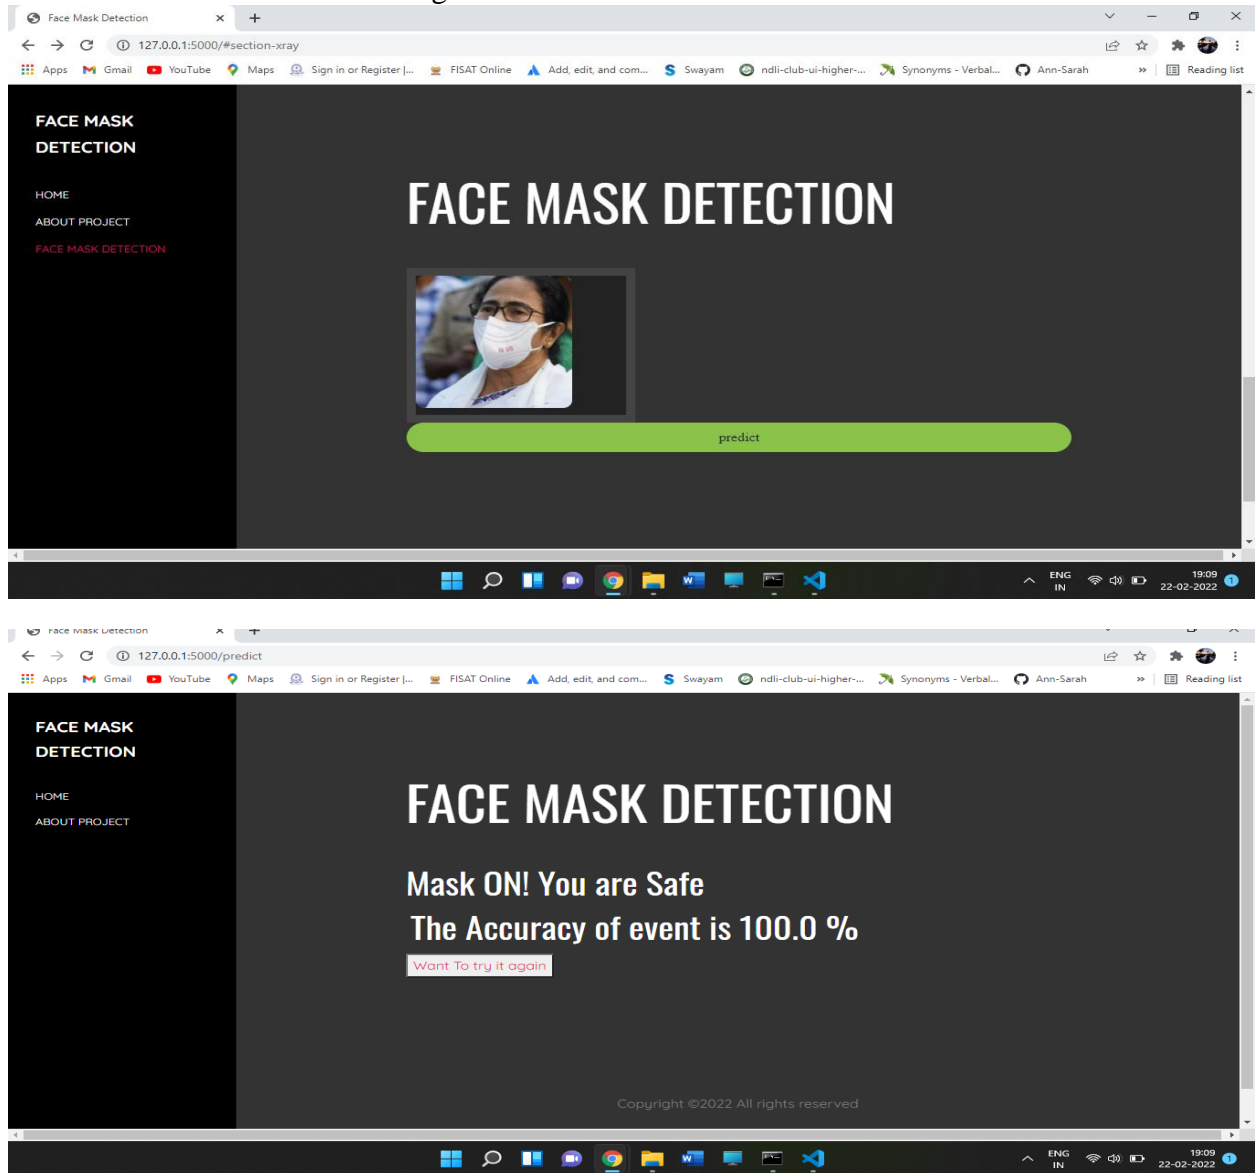 Face Mask Detection
127.0.0.1:5000/#section-xray
Apps Gmail YouTube Maps Sign in or Register |... FISAT Online Add, edit, and com... Swayam ndli-club-ui-higher-... Synonyms - Verbal... Ann-Sarah » Reading list
FACE MASK
DETECTION
HOME
ABOUT PROJECT
FACE MASK DETECTION
FACE MASK DETECTION
N 95
predict
ENG
IN
19:09
22-02-2022
1
Face Mask Detection
127.0.0.1:5000/predict
Apps Gmail YouTube Maps Sign in or Register |... FISAT Online Add, edit, and com... Swayam ndli-club-ui-higher-... Synonyms - Verbal... Ann-Sarah » Reading list
FACE MASK
DETECTION
HOME
ABOUT PROJECT
FACE MASK DETECTION
Mask ON! You are Safe
The Accuracy of event is 100.0 %
Want To try it again
Copyright ©2022 All rights reserved
ENG
IN
19:09
22-02-2022
1